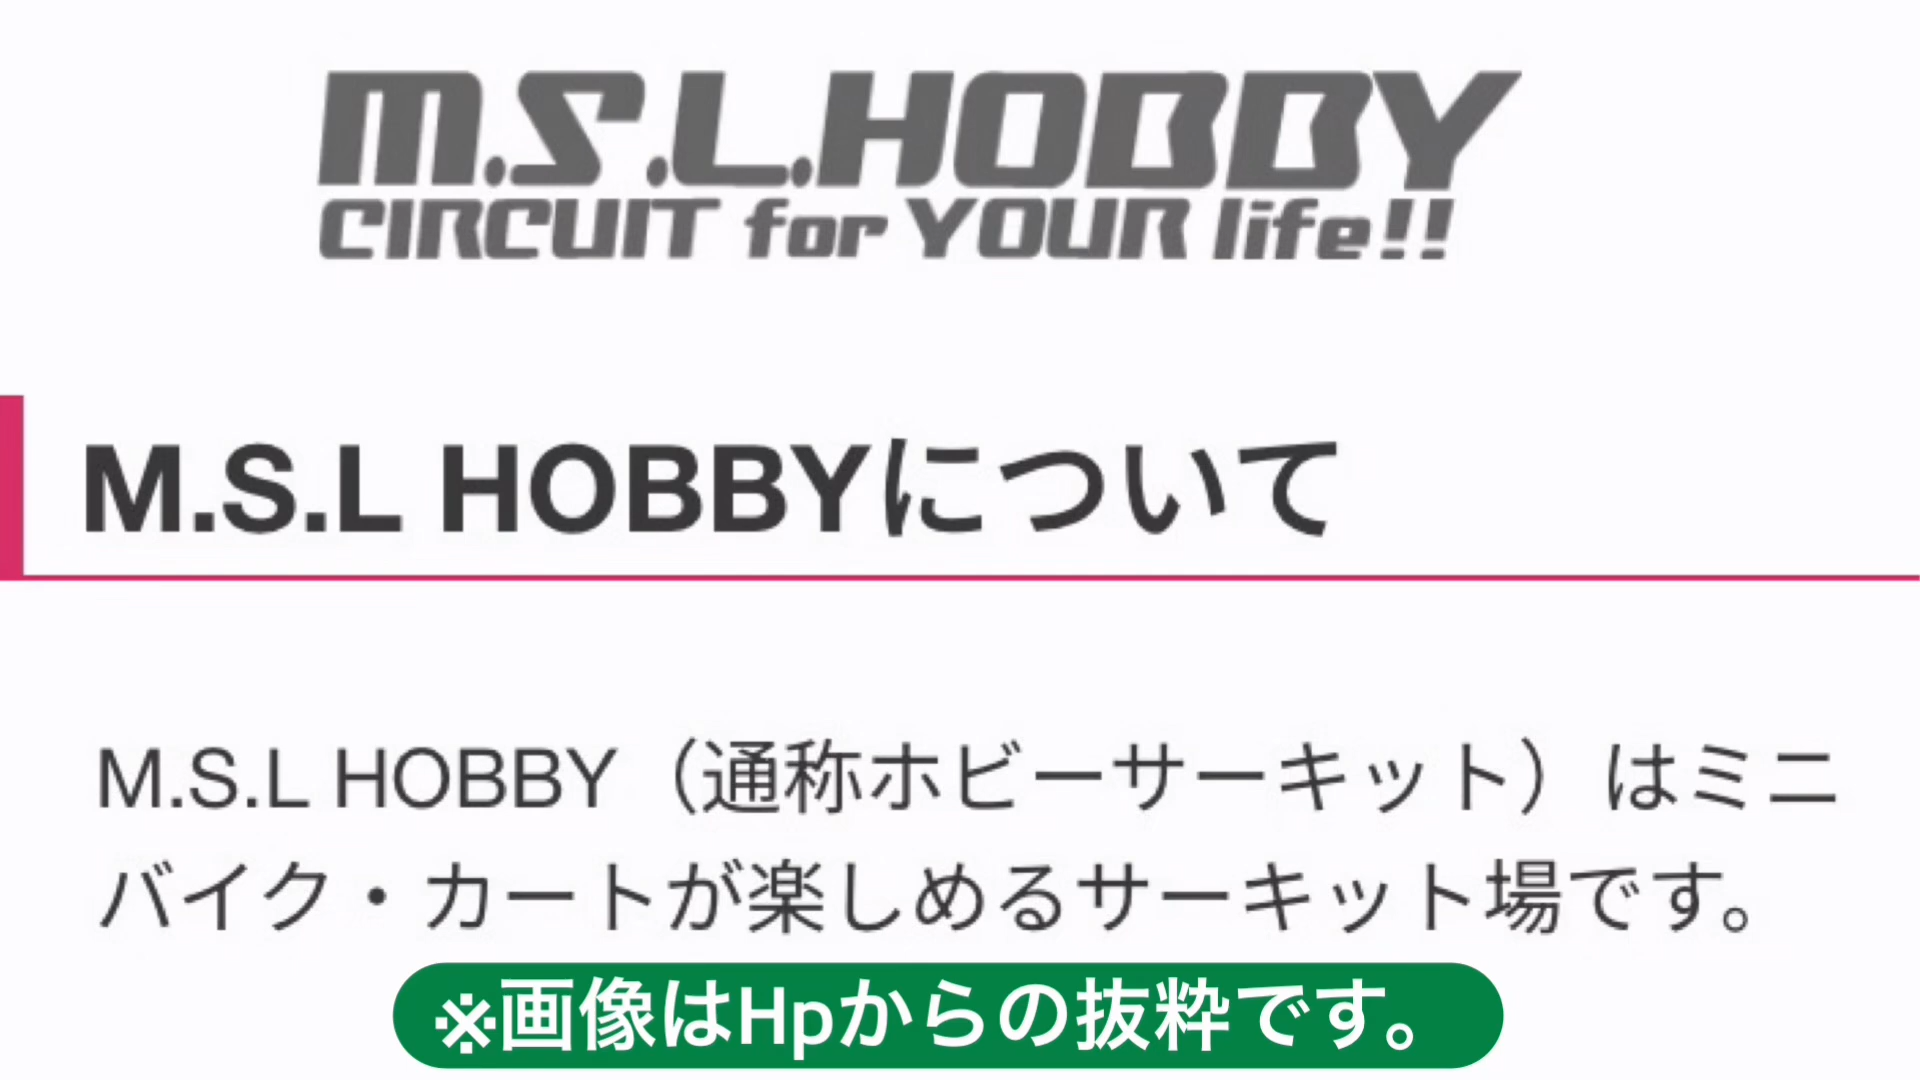 M.S.L.HOBBY
CIRCUIT for YOUR life!!
M.S.L HOBBYについて
M.S.L HOBBY（通称ホビーサーキット）はミニ
バイク・カートが楽しめるサーキット場です。
※画像はHpからの抜粋です。